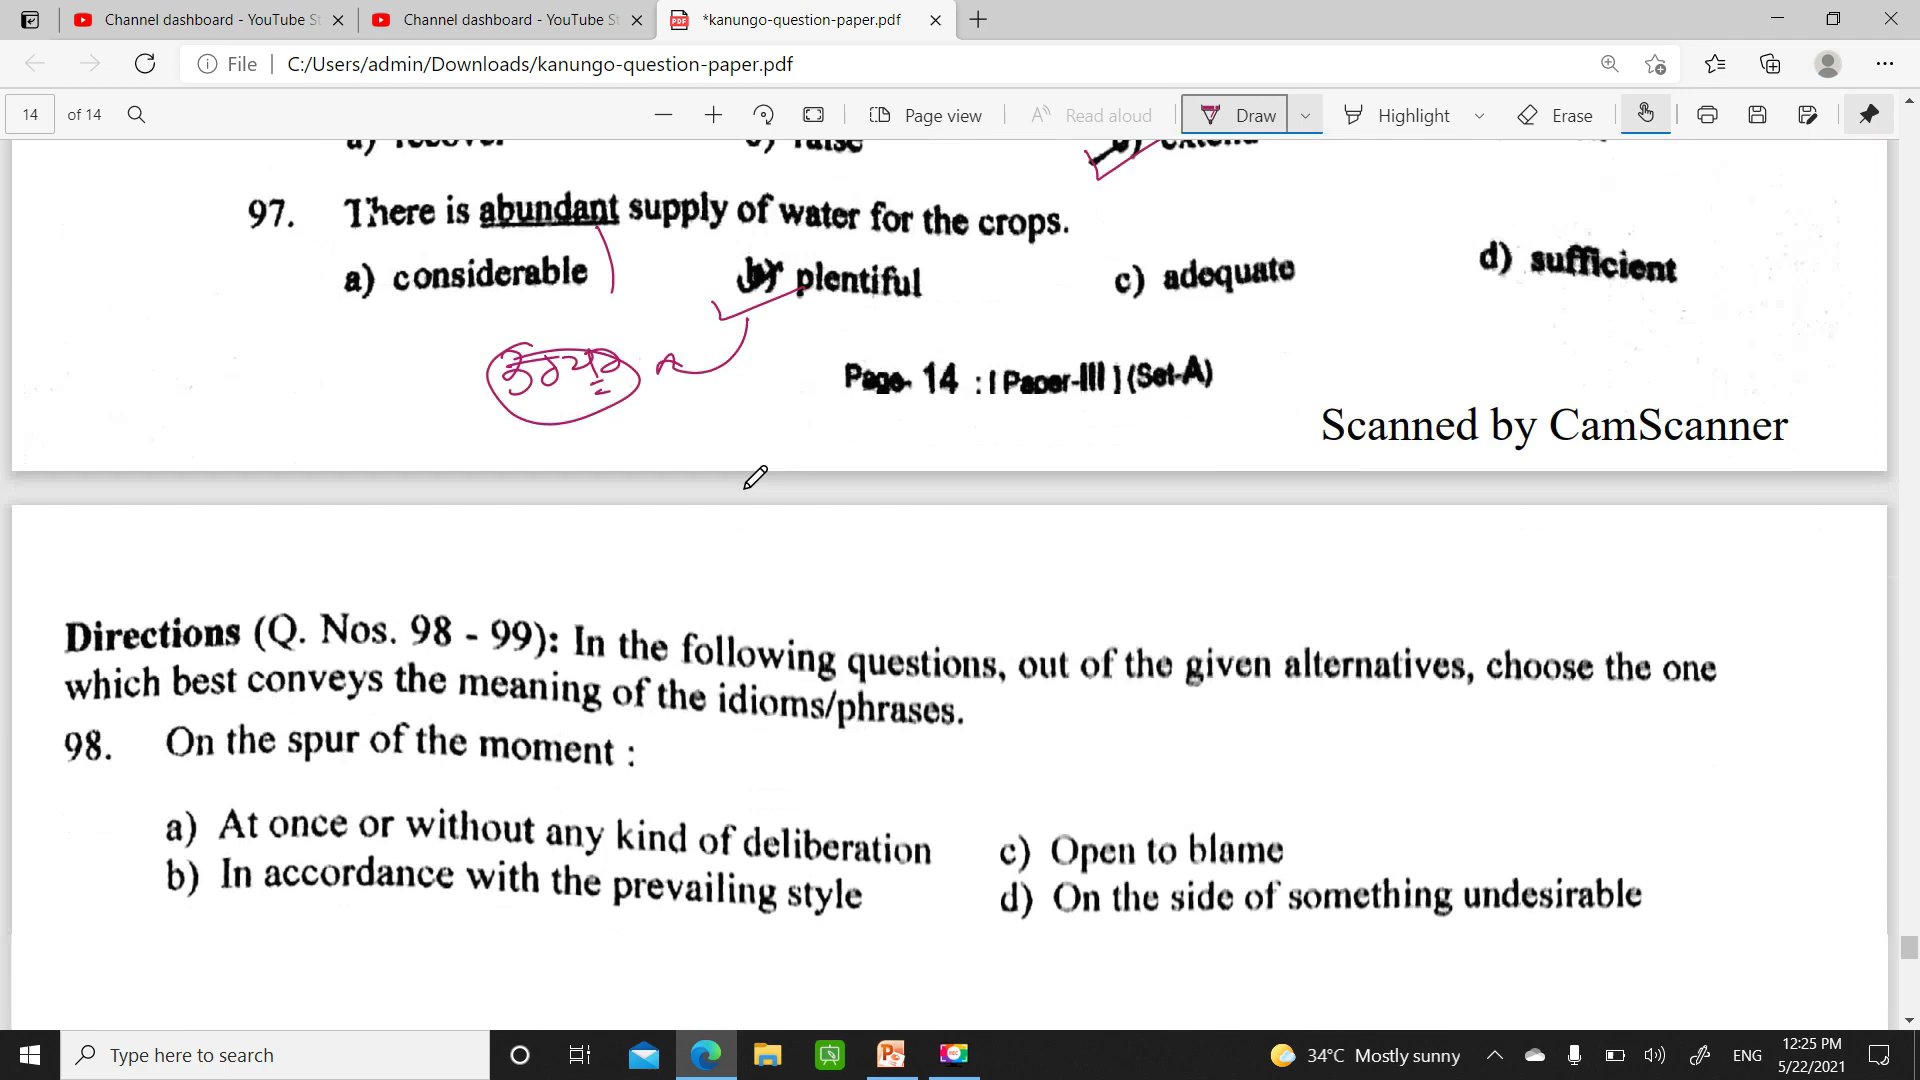 Channel dashboard - YouTube St
Channel dashboard - YouTube St
*kanungo-question-paper.pdf
File
C:/Users/admin/Downloads/kanungo-question-paper.pdf
14 of 14
Page view
Read aloud
Draw
Highlight
Erase
a) recover c) raise extend
97. There is abundant supply of water for the crops.
a) considerable b) plentiful c) adequate d) sufficient
Page- 14 : [ Paper-III ] (Set-A)
Scanned by CamScanner
Directions (Q. Nos. 98 - 99): In the following questions, out of the given alternatives, choose the one
which best conveys the meaning of the idioms/phrases.
98. On the spur of the moment :
a) At once or without any kind of deliberation c) Open to blame
b) In accordance with the prevailing style d) On the side of something undesirable
Type here to search
34°C Mostly sunny
ENG
12:25 PM
5/22/2021